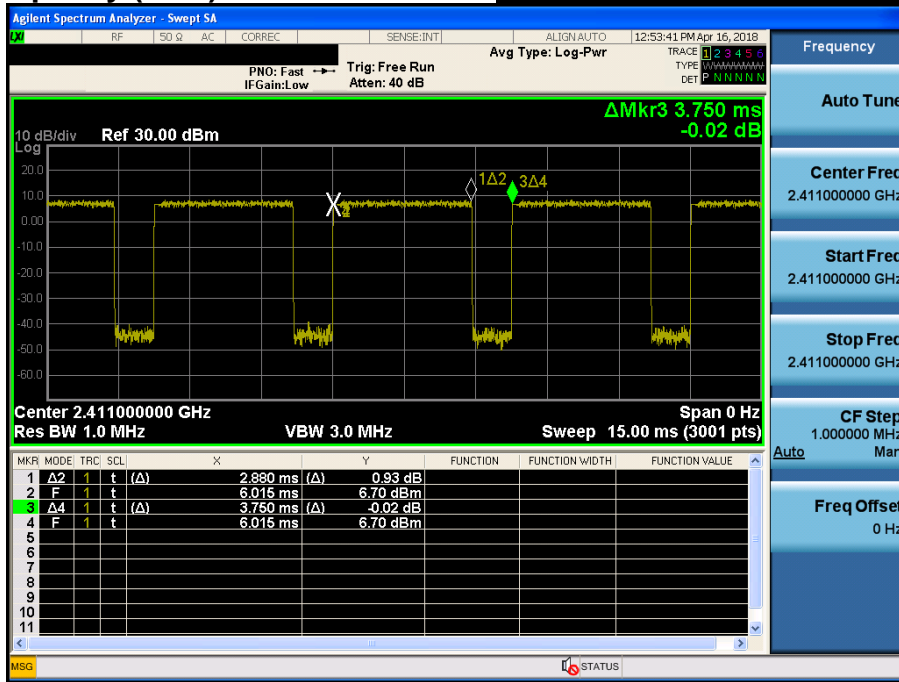 Agilent Spectrum Analyzer - Swept SA
LXI RF 50 Ω AC CORREC SENSE:INT ALIGN AUTO 12:53:41 PM Apr 16, 2018
Avg Type: Log-Pwr
TRACE 1 2 3 4 5 6
TYPE
DET P N N N N N
PNO: Fast
IFGain:Low
Trig: Free Run
Atten: 40 dB
ΔMkr3 3.750 ms
-0.02 dB
10 dB/div Ref 30.00 dBm
Log
20.0
10.0
0.00
-10.0
-20.0
-30.0
-40.0
-50.0
-60.0
1Δ2 3Δ4
X
Center 2.411000000 GHz Span 0 Hz
Res BW 1.0 MHz VBW 3.0 MHz Sweep 15.00 ms (3001 pts)
MKR MODE TRC SCL X Y FUNCTION FUNCTION WIDTH FUNCTION VALUE
1 Δ2 1 t (Δ) 2.880 ms (Δ) 0.93 dB
2 F 1 t 6.015 ms 6.70 dBm
3 Δ4 1 t (Δ) 3.750 ms (Δ) -0.02 dB
4 F 1 t 6.015 ms 6.70 dBm
5
6
7
8
9
10
11
MSG STATUS
Frequency
Auto Tune
Center Freq
2.411000000 GHz
Start Freq
2.411000000 GHz
Stop Freq
2.411000000 GHz
CF Step
1.000000 MHz
Auto Man
Freq Offset
0 Hz